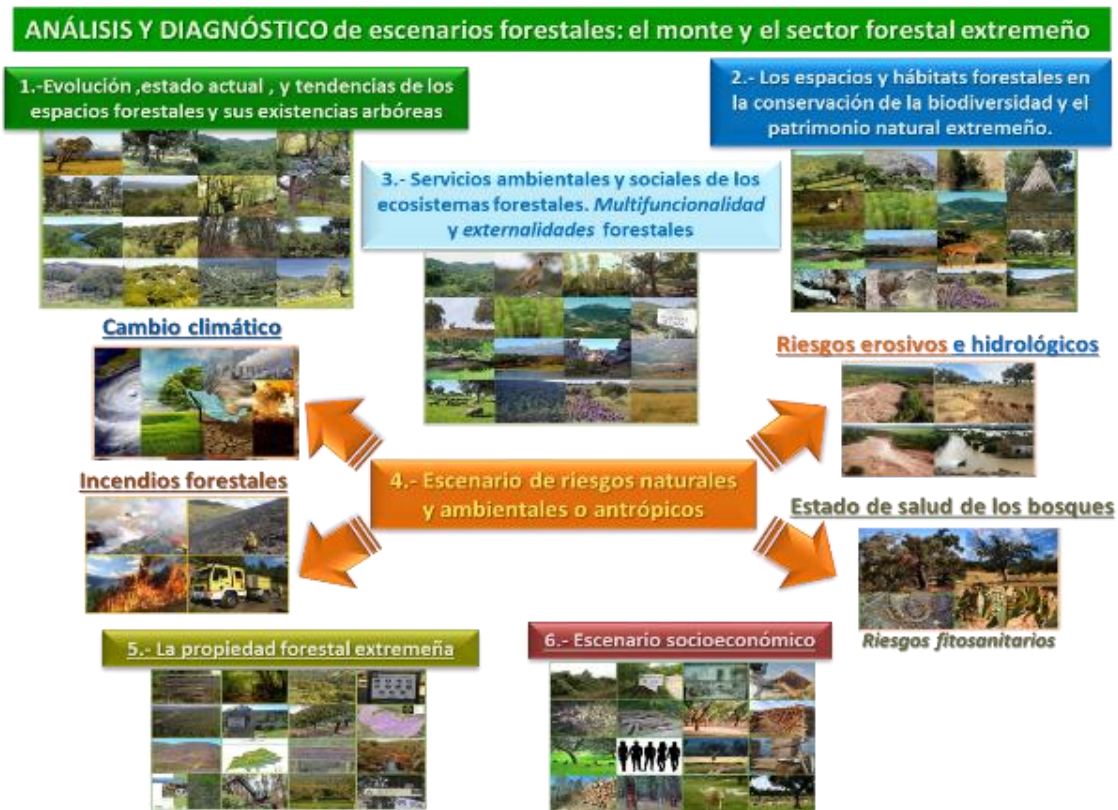 ANÁLISIS Y DIAGNÓSTICO de escenarios forestales: el monte y el sector forestal extremeño
1.-Evolución ,estado actual , y tendencias de los
espacios forestales y sus existencias arbóreas
2.- Los espacios y hábitats forestales en
la conservación de la biodiversidad y el
patrimonio natural extremeño.
3.- Servicios ambientales y sociales de los
ecosistemas forestales. Multifuncionalidad
y externalidades forestales
Cambio climático
Riesgos erosivos e hidrológicos
Incendios forestales
4.- Escenario de riesgos naturales
y ambientales o antrópicos
Estado de salud de los bosques
Riesgos fitosanitarios
5.- La propiedad forestal extremeña
6.- Escenario socioeconómico